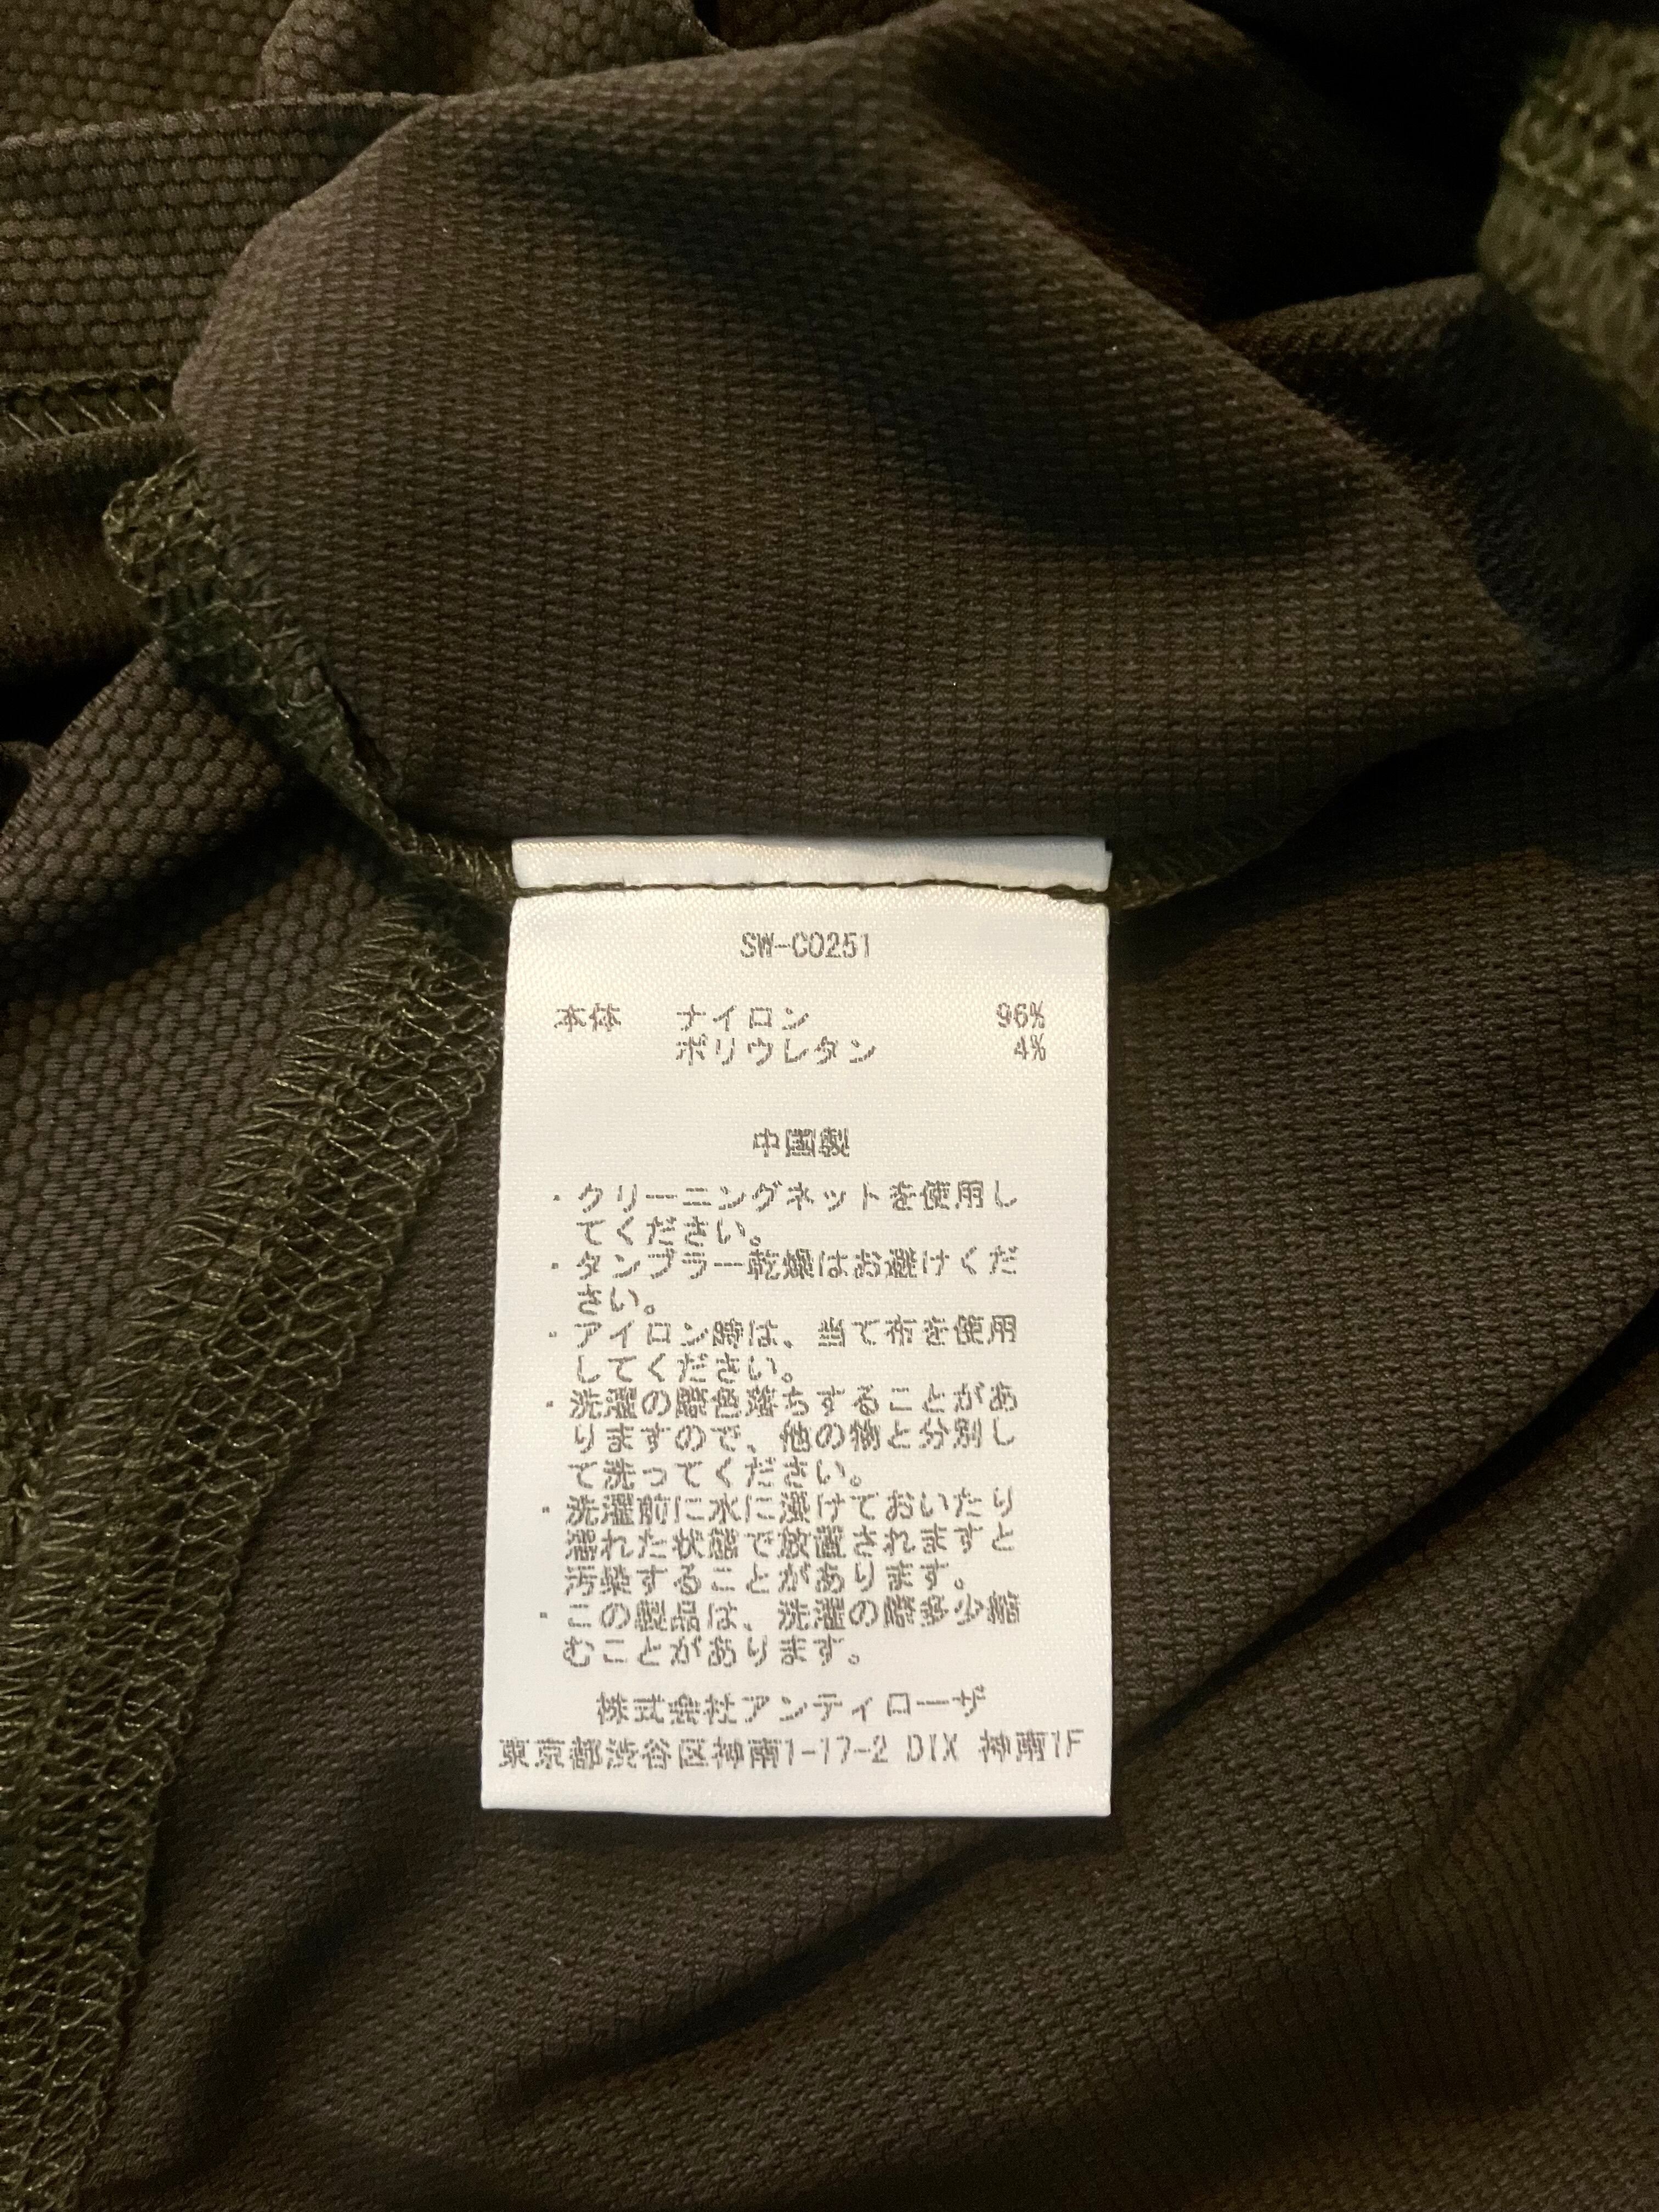 SW-CO251
本体 ナイロン 96%
ポリウレタン 4%
中国製
・クリーニングネットを使用し
てください。
・タンブラー乾燥はお避けくだ
さい。
・アイロン時は、当て布を使用
してください。
・洗濯の際色落ちすることがあ
りますので、他の物と分別し
て洗ってください。
・洗濯前に水に浸けておいたり
濡れた状態で放置されますと
汚染することがあります。
・この製品は、洗濯の際多少縮
むことがあります。
株式会社アンティローザ
東京都渋谷区神南1-17-2 DIX 神南1F